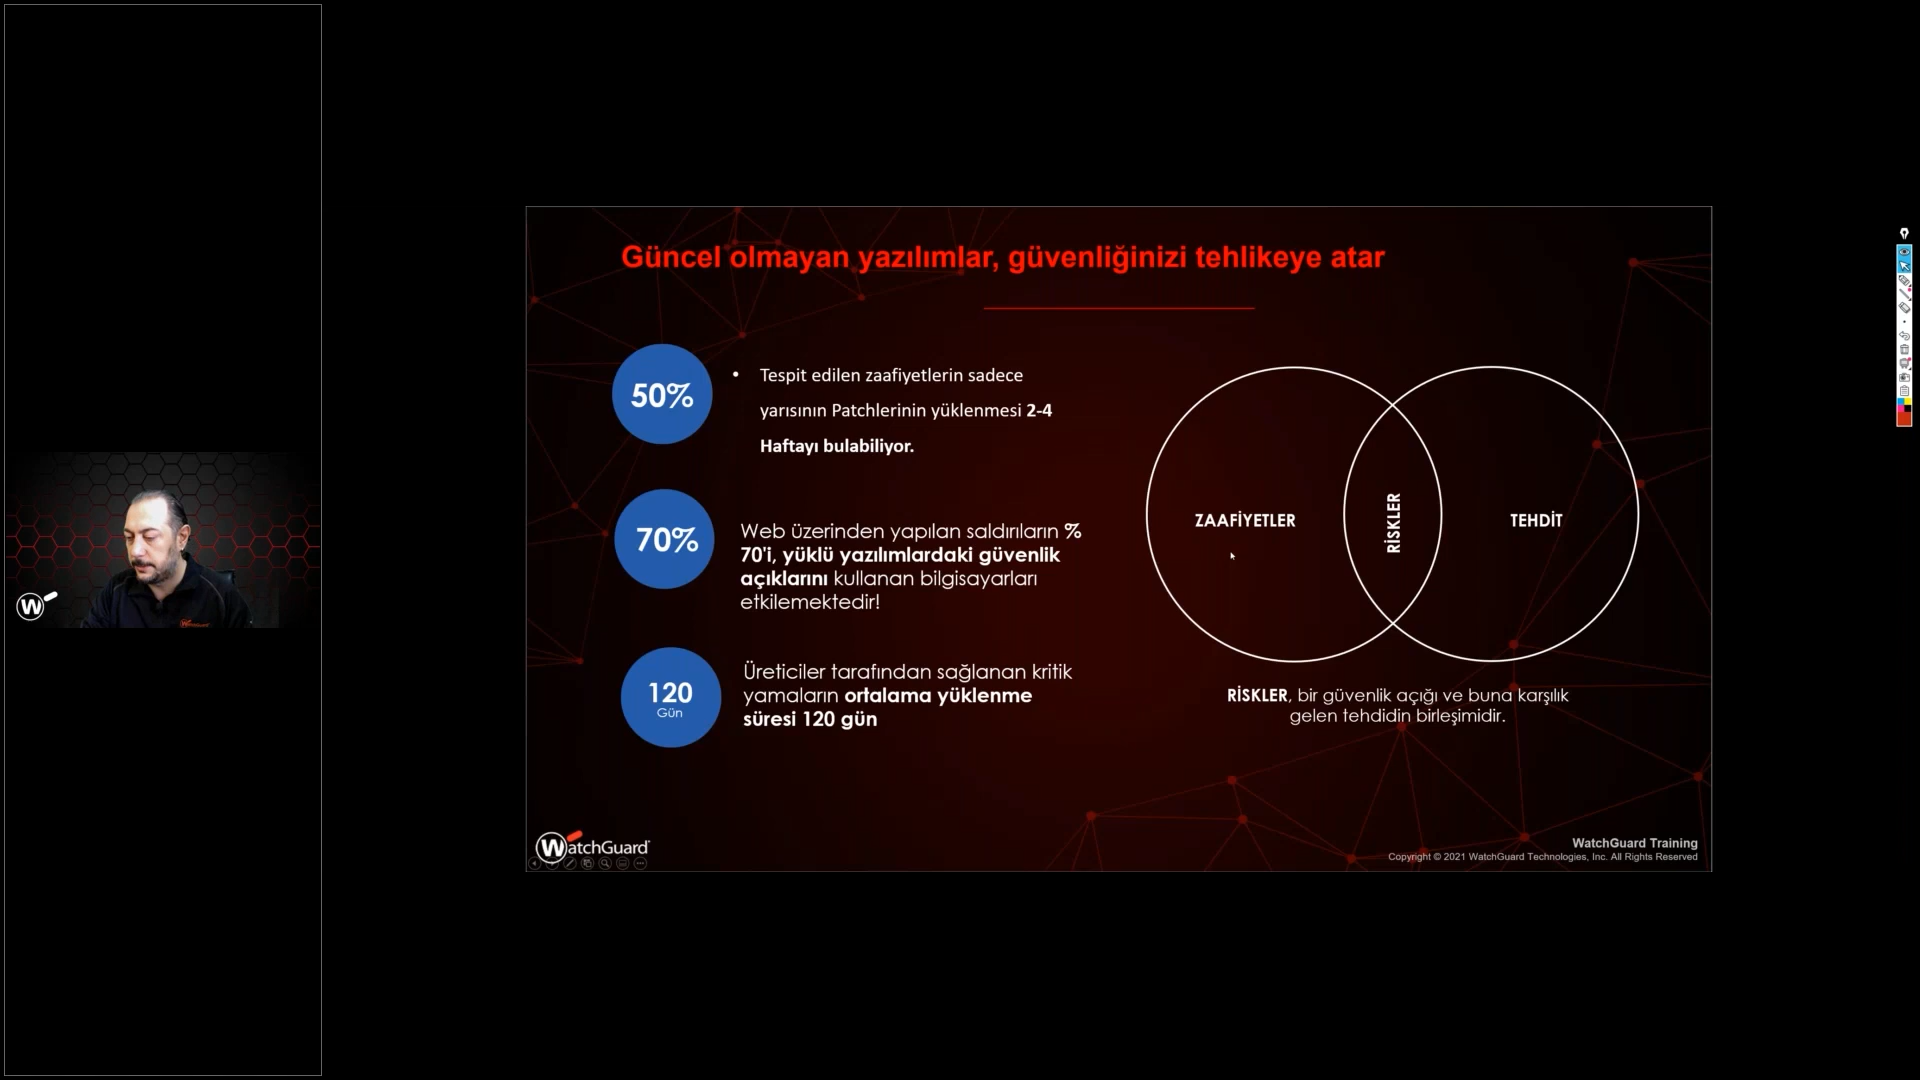 Güncel olmayan yazılımlar, güvenliğinizi tehlikeye atar
50%
• Tespit edilen zaafiyetlerin sadece
yarısının Patchlerinin yüklenmesi 2-4
Haftayı bulabiliyor.
70%
Web üzerinden yapılan saldırıların %
70'i, yüklü yazılımlardaki güvenlik
açıklarını kullanan bilgisayarları
etkilemektedir!
120
Gün
Üreticiler tarafından sağlanan kritik
yamaların ortalama yüklenme
süresi 120 gün
ZAAFİYETLER
RİSKLER
TEHDİT
RİSKLER, bir güvenlik açığı ve buna karşılık
gelen tehdidin birleşimidir.
WatchGuard
WatchGuard Training
Copyright © 2021 WatchGuard Technologies, Inc. All Rights Reserved
W